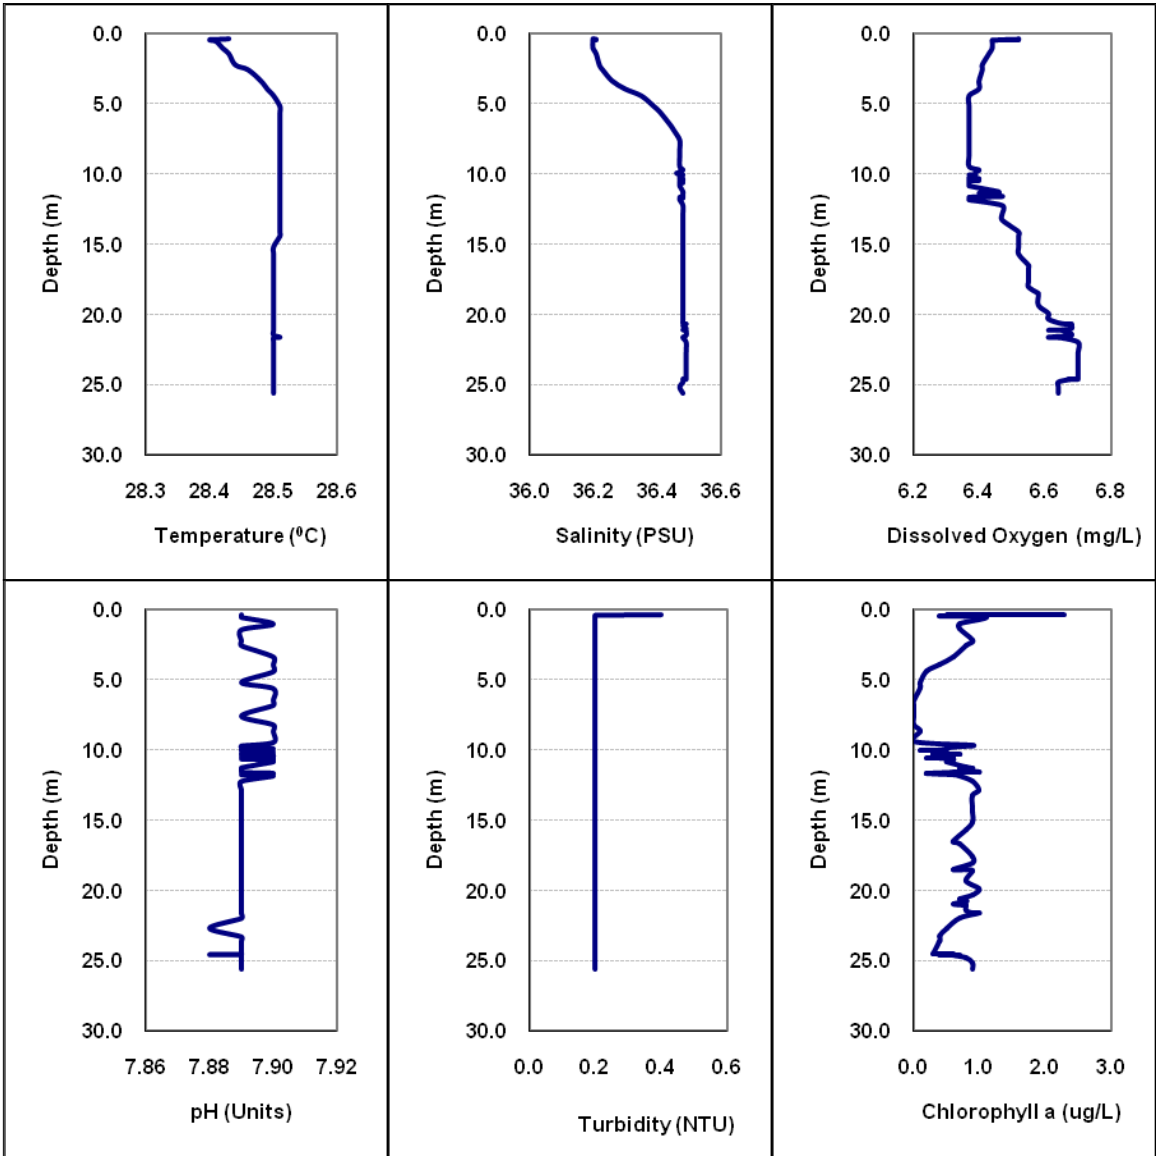 0.0
5.0
10.0
15.0
20.0
25.0
30.0
Depth (m)
28.3 28.4 28.5 28.6
Temperature (⁰C)
0.0
5.0
10.0
15.0
20.0
25.0
30.0
Depth (m)
36.0 36.2 36.4 36.6
Salinity (PSU)
0.0
5.0
10.0
15.0
20.0
25.0
30.0
Depth (m)
6.2 6.4 6.6 6.8
Dissolved Oxygen (mg/L)
0.0
5.0
10.0
15.0
20.0
25.0
30.0
Depth (m)
7.86 7.88 7.90 7.92
pH (Units)
0.0
5.0
10.0
15.0
20.0
25.0
30.0
Depth (m)
0.0 0.2 0.4 0.6
Turbidity (NTU)
0.0
5.0
10.0
15.0
20.0
25.0
30.0
Depth (m)
0.0 1.0 2.0 3.0
Chlorophyll a (ug/L)